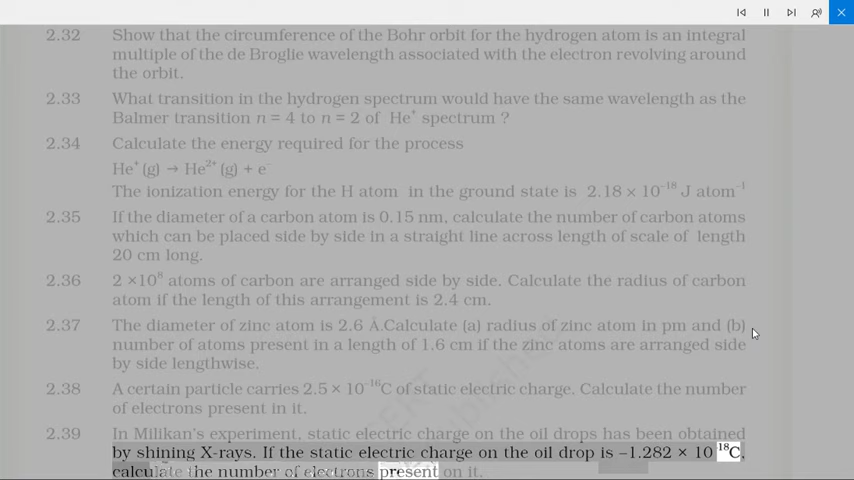 2.32 Show that the circumference of the Bohr orbit for the hydrogen atom is an integral
multiple of the de Broglie wavelength associated with the electron revolving around
the orbit.
2.33 What transition in the hydrogen spectrum would have the same wavelength as the
Balmer transition n = 4 to n = 2 of He⁺ spectrum ?
2.34 Calculate the energy required for the process
He⁺ (g) → He²⁺ (g) + e⁻
The ionization energy for the H atom in the ground state is 2.18 × 10⁻¹⁸ J atom⁻¹
2.35 If the diameter of a carbon atom is 0.15 nm, calculate the number of carbon atoms
which can be placed side by side in a straight line across length of scale of length
20 cm long.
2.36 2 ×10⁸ atoms of carbon are arranged side by side. Calculate the radius of carbon
atom if the length of this arrangement is 2.4 cm.
2.37 The diameter of zinc atom is 2.6 Å.Calculate (a) radius of zinc atom in pm and (b)
number of atoms present in a length of 1.6 cm if the zinc atoms are arranged side
by side lengthwise.
2.38 A certain particle carries 2.5 × 10⁻¹⁶C of static electric charge. Calculate the number
of electrons present in it.
2.39 In Milikan's experiment, static electric charge on the oil drops has been obtained
by shining X-rays. If the static electric charge on the oil drop is –1.282 × 10⁻¹⁸C,
calculate the number of electrons present on it.